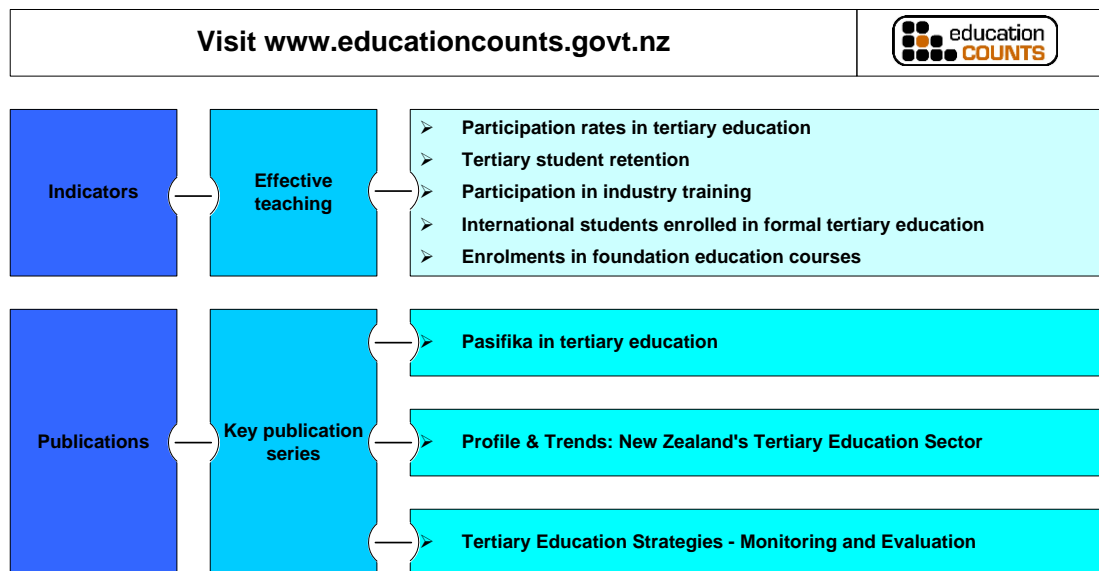 Visit www.educationcounts.govt.nz
education
COUNTS
Indicators
Effective
teaching
➢ Participation rates in tertiary education
➢ Tertiary student retention
➢ Participation in industry training
➢ International students enrolled in formal tertiary education
➢ Enrolments in foundation education courses
Publications
Key publication
series
➢ Pasifika in tertiary education
➢ Profile & Trends: New Zealand's Tertiary Education Sector
➢ Tertiary Education Strategies - Monitoring and Evaluation